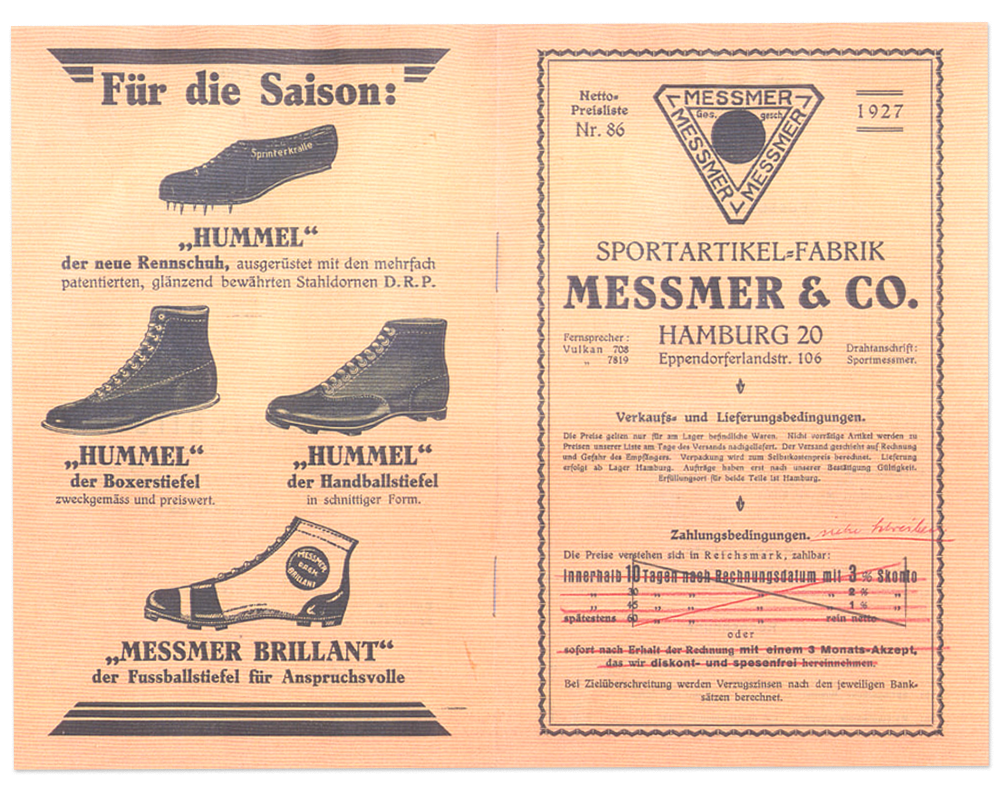 Für die Saison:
Sprinterkralle
„HUMMEL“
der neue Rennschuh, ausgerüstet mit den mehrfach
patentierten, glänzend bewährten Stahldornen D. R. P.
„HUMMEL“
der Boxerstiefel
zweckgemäss und preiswert.
„HUMMEL“
der Handballstiefel
in schnittiger Form.
MESSMER
BREM
BRILLANT
„MESSMER BRILLANT“
der Fussballstiefel für Anspruchsvolle
Netto-
Preisliste
Nr. 86
MESSMER
Ges. gesch
MESSMER
MESSMER
1927
SPORTARTIKEL-FABRIK
MESSMER & CO.
HAMBURG 20
Eppendorferlandstr. 106
Fernsprecher:
Vulkan 708
„ 7819
Drahtanschrift:
Sportmessmer.
Verkaufs- und Lieferungsbedingungen.
Die Preise gelten nur für am Lager befindliche Waren. Nicht vorrätige Artikel werden zu
Preisen unserer Liste am Tage des Versands nachgeliefert. Der Versand geschieht auf Rechnung
und Gefahr des Empfängers. Verpackung wird zum Selbstkostenpreis berechnet. Lieferung
erfolgt ab Lager Hamburg. Aufträge haben erst nach unserer Bestätigung Gültigkeit.
Erfüllungsort für beide Teile ist Hamburg.
Zahlungsbedingungen. siehe
Die Preise verstehen sich in Reichsmark, zahlbar:
Innerhalb 10 Tagen nach Rechnungsdatum mit 3 % Skonto
„ 30 „ „ „ 2 % „
„ 45 „ „ „ 1 % „
spätestens 60 „ „ „ rein netto
oder
sofort nach Erhalt der Rechnung mit einem 3 Monats-Akzept,
das wir diskont- und spesenfrei hereinnehmen.
Bei Zielüberschreitung werden Verzugszinsen nach den jeweiligen Bank-
sätzen berechnet.